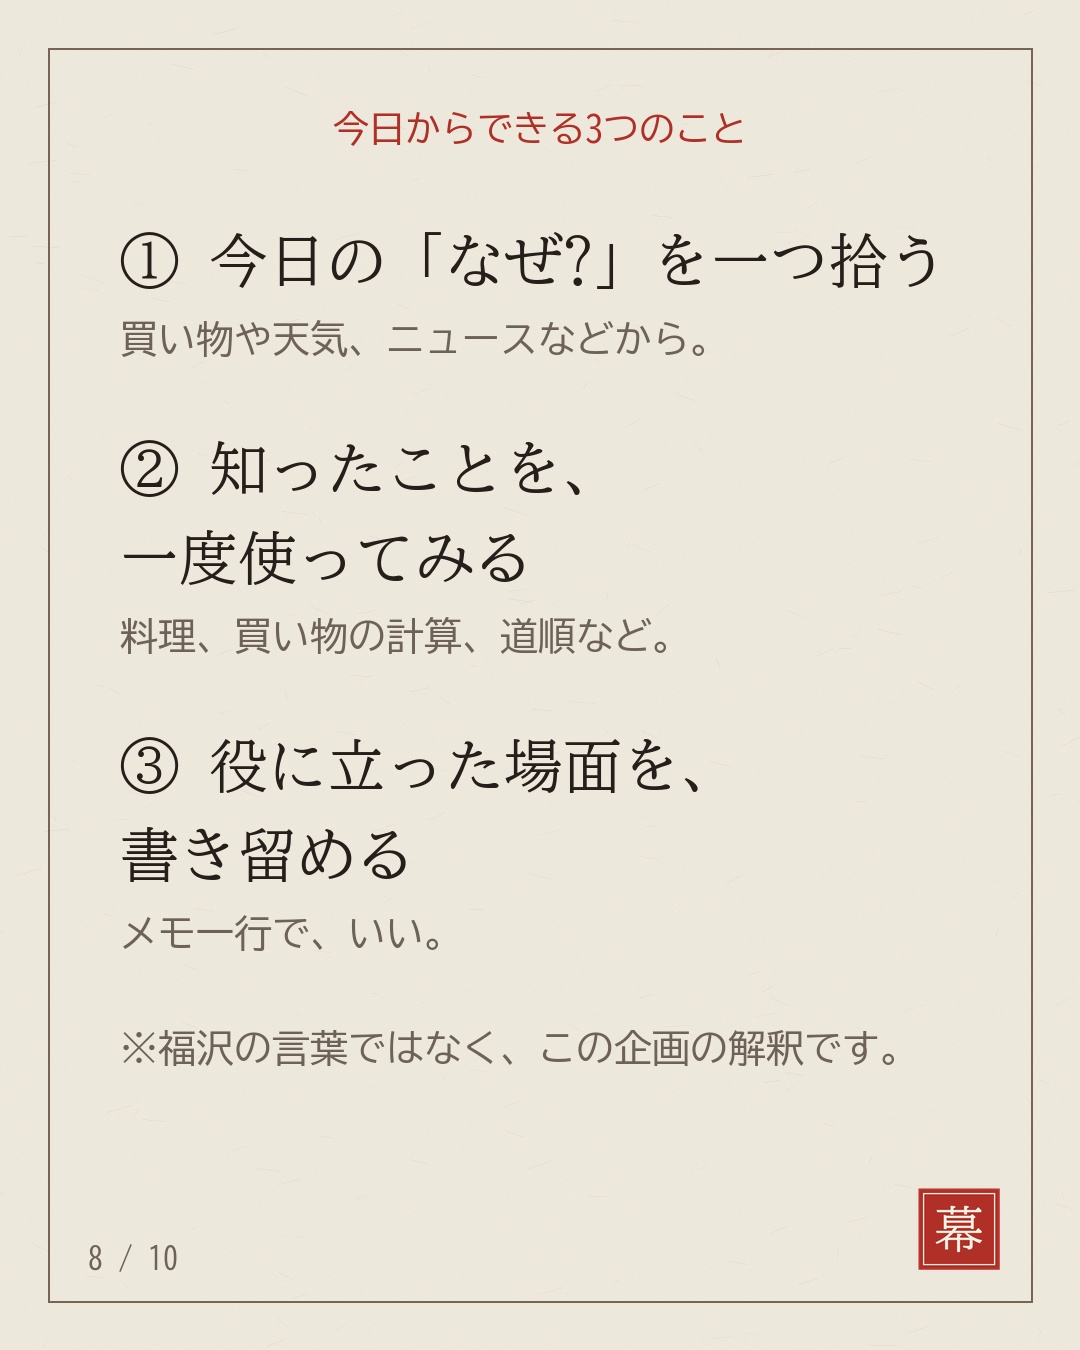 今日からできる3つのこと
① 今日の「なぜ?」を一つ拾う
買い物や天気、ニュースなどから。
② 知ったことを、
一度使ってみる
料理、買い物の計算、道順など。
③ 役に立った場面を、
書き留める
メモ一行で、いい。
※福沢の言葉ではなく、この企画の解釈です。
幕
8 / 10